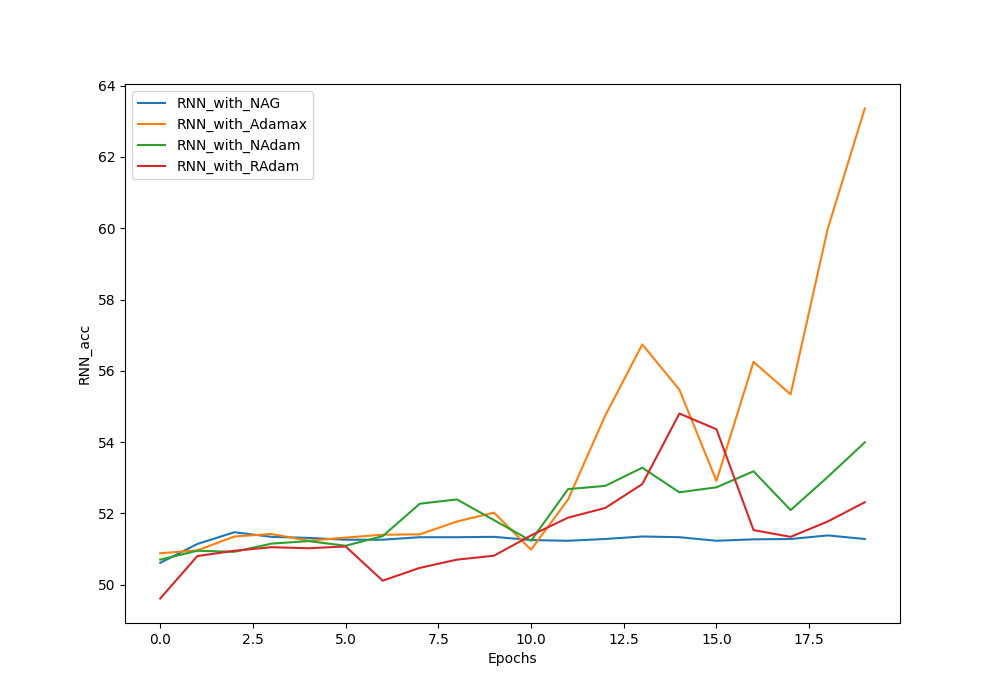 64
62
60
58
56
54
52
50
RNN_acc
RNN_with_NAG
RNN_with_Adamax
RNN_with_NAdam
RNN_with_RAdam
0.0 2.5 5.0 7.5 10.0 12.5 15.0 17.5
Epochs